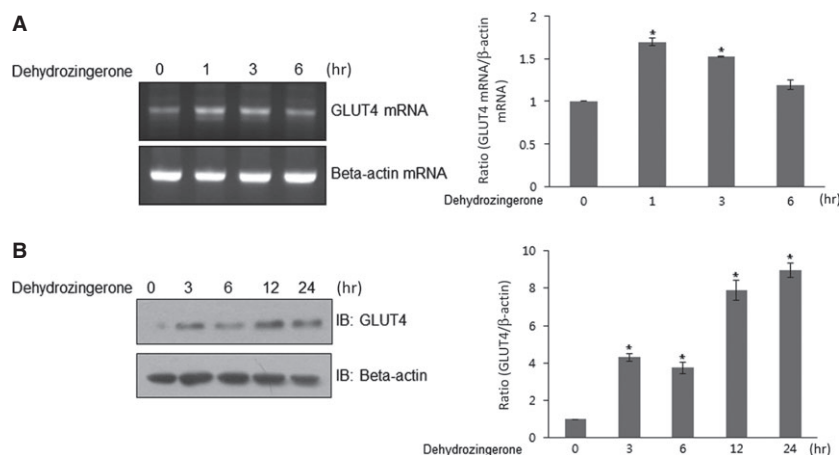 A
Dehydrozingerone 0 1 3 6 (hr)
GLUT4 mRNA
Beta-actin mRNA
Ratio (GLUT4 mRNA/β-actin
mRNA)
2
1.5
1
0.5
0
Dehydrozingerone 0 1 3 6 (hr)
* *
B
Dehydrozingerone 0 3 6 12 24 (hr)
IB: GLUT4
IB: Beta-actin
Ratio (GLUT4/β-actin)
10
8
6
4
2
0
Dehydrozingerone 0 3 6 12 24 (hr)
* * * *